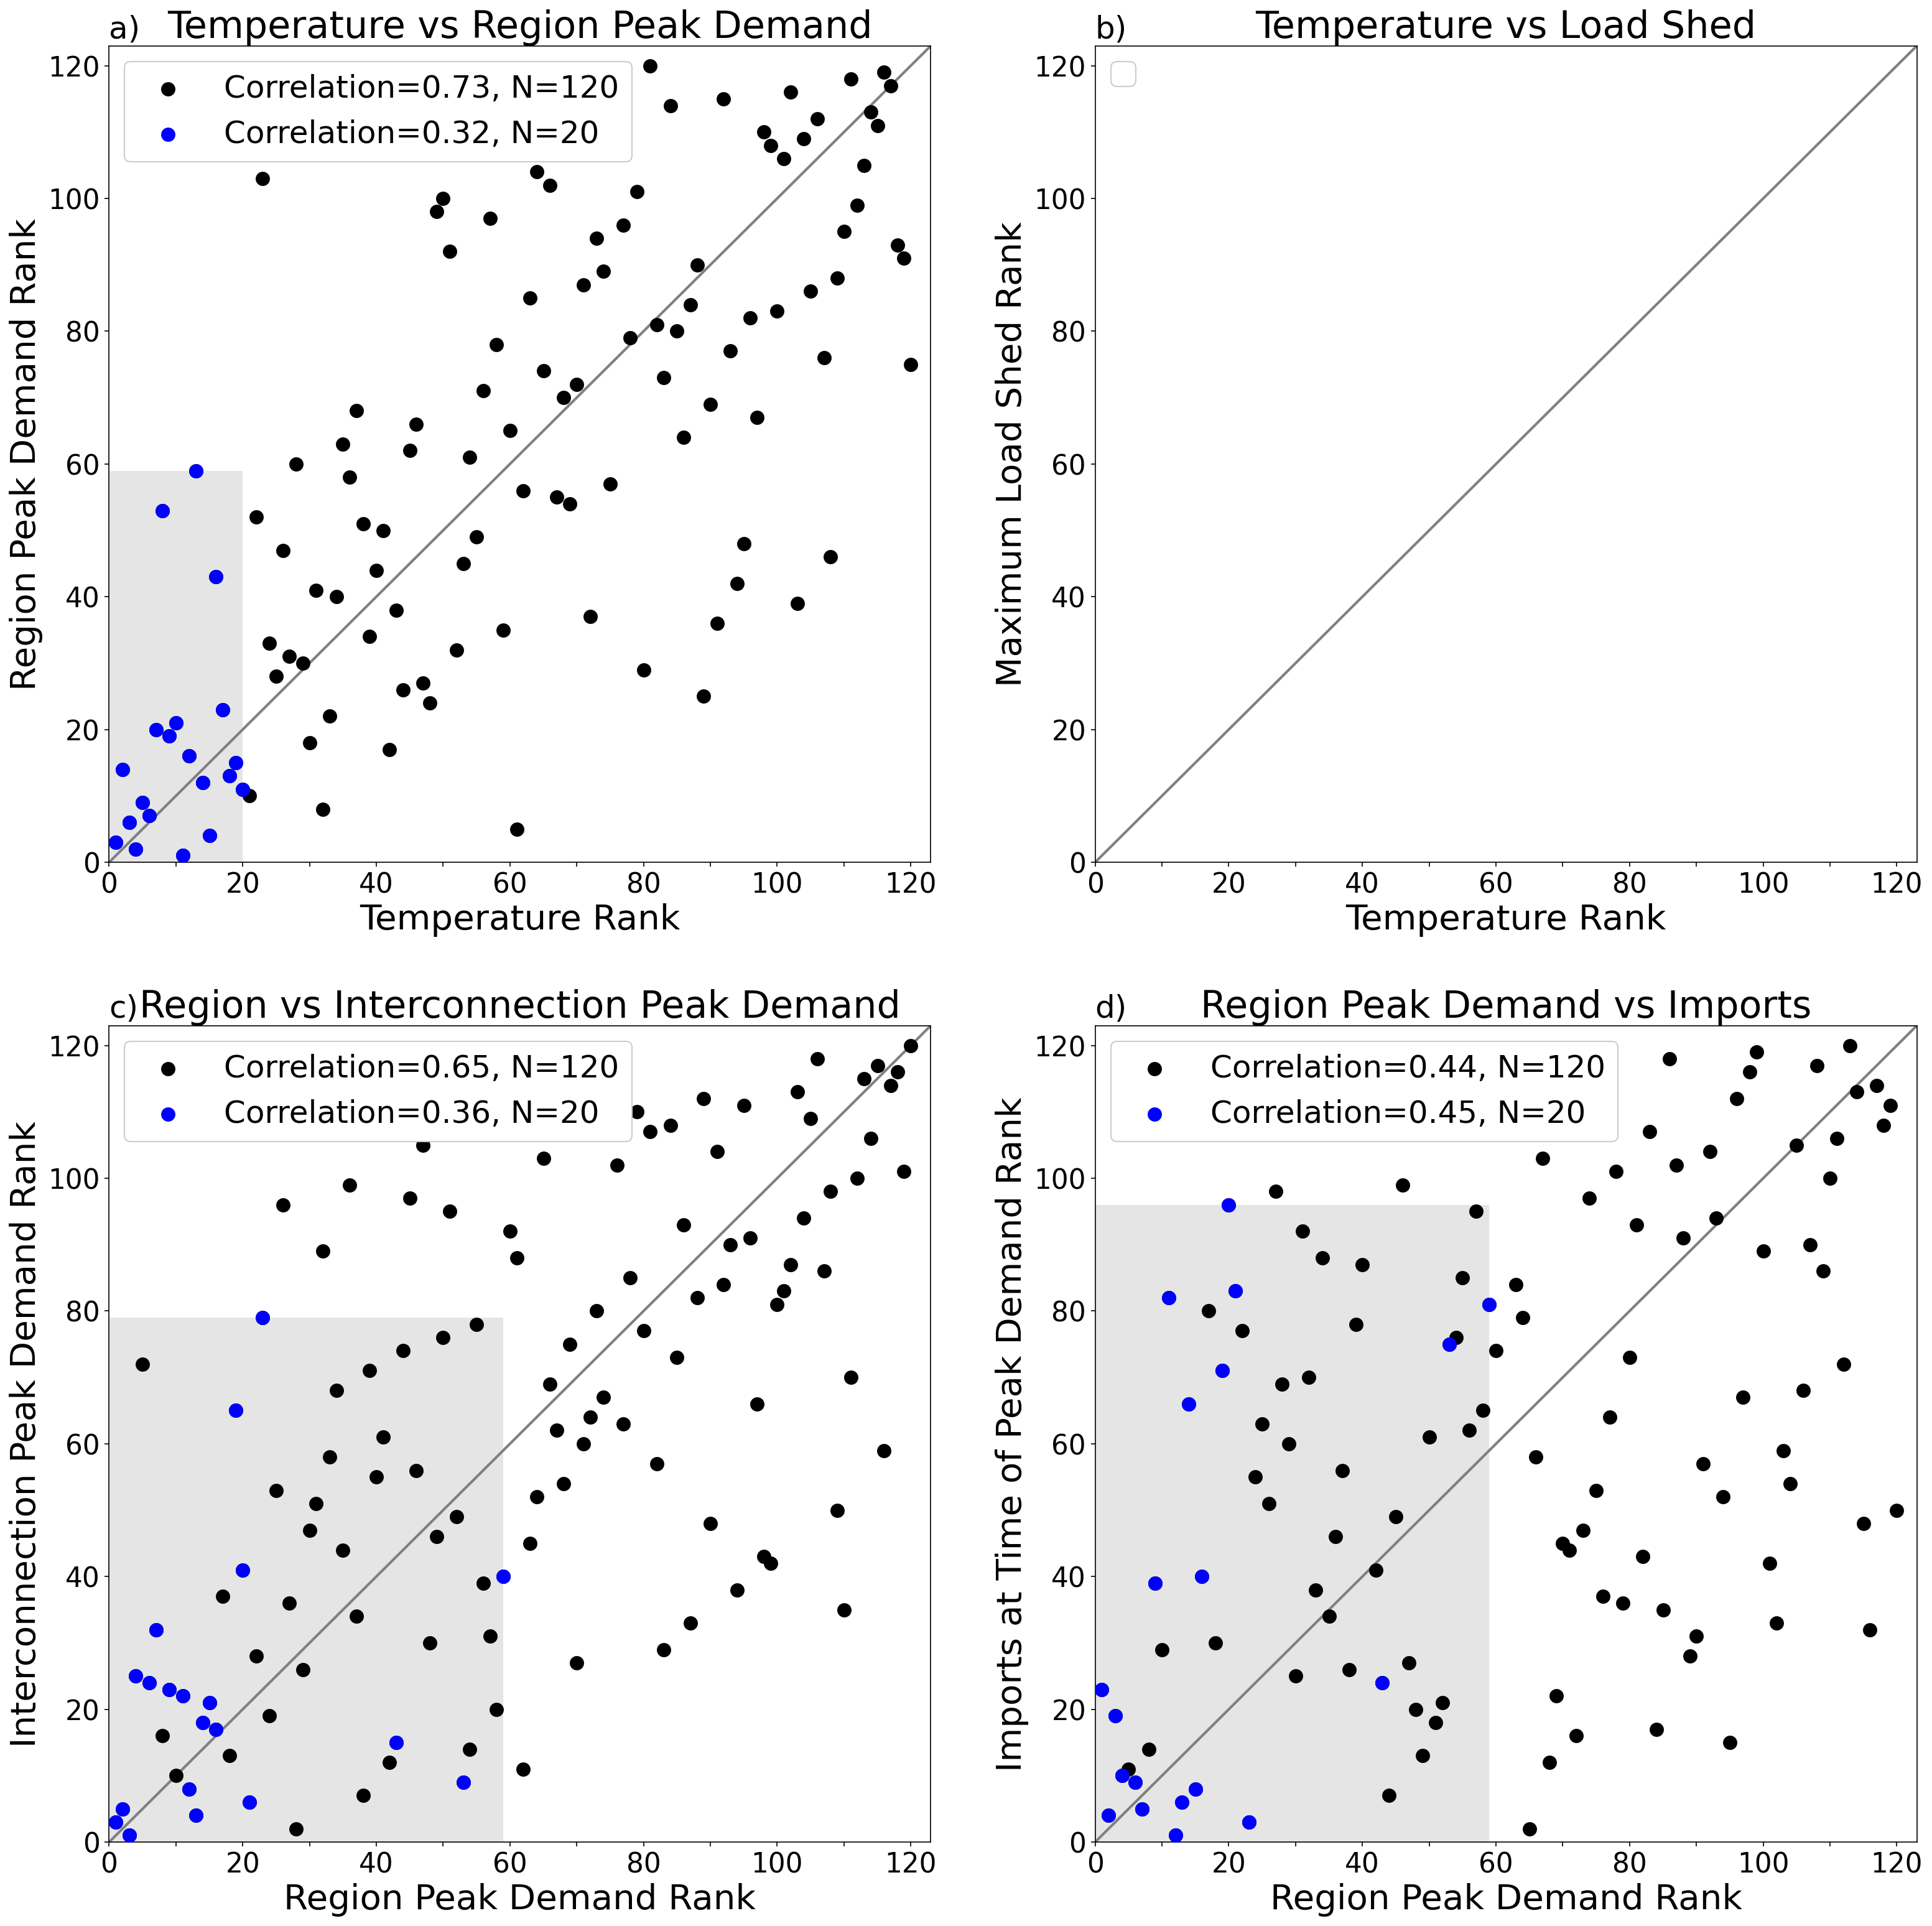 a) Temperature vs Region Peak Demand
Correlation=0.73, N=120
Correlation=0.32, N=20
Region Peak Demand Rank
120
100
80
60
40
20
0
0 20 40 60 80 100 120
Temperature Rank
b) Temperature vs Load Shed
Maximum Load Shed Rank
120
100
80
60
40
20
0
0 20 40 60 80 100 120
Temperature Rank
c) Region vs Interconnection Peak Demand
Correlation=0.65, N=120
Correlation=0.36, N=20
Interconnection Peak Demand Rank
120
100
80
60
40
20
0
0 20 40 60 80 100 120
Region Peak Demand Rank
d) Region Peak Demand vs Imports
Correlation=0.44, N=120
Correlation=0.45, N=20
Imports at Time of Peak Demand Rank
120
100
80
60
40
20
0
0 20 40 60 80 100 120
Region Peak Demand Rank